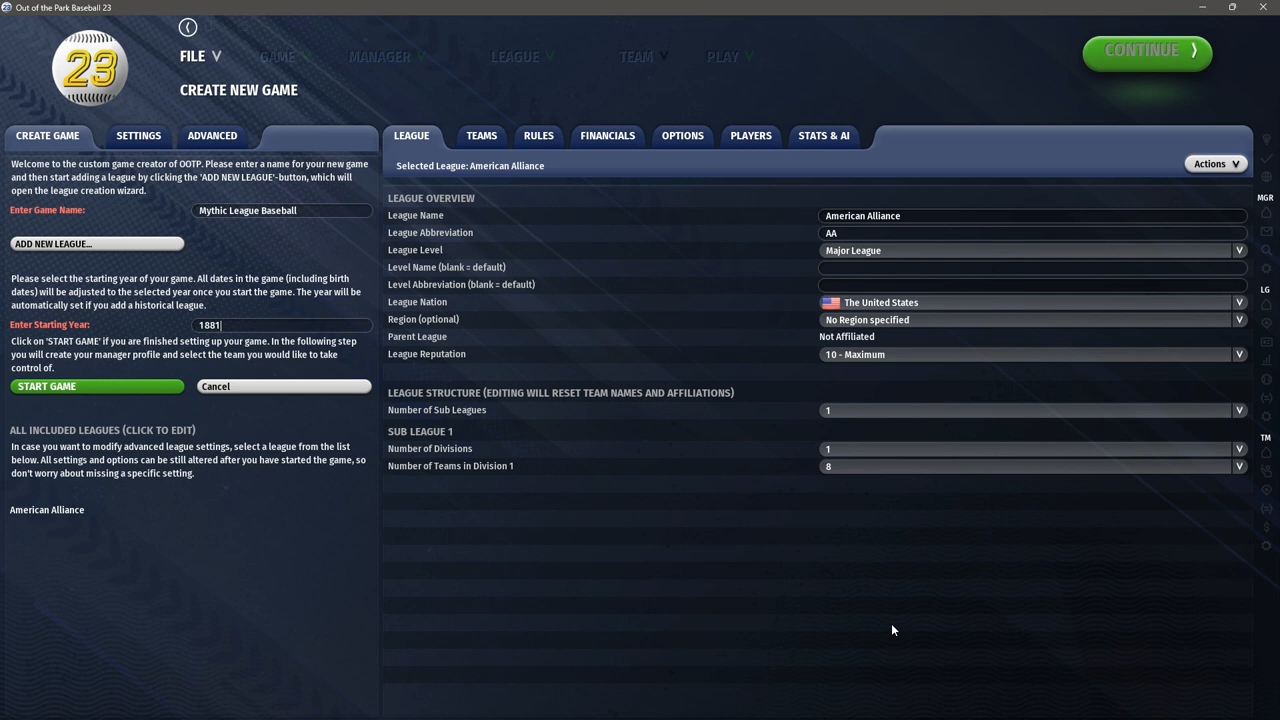 Out of the Park Baseball 23
23
FILE
GAME
MANAGER
LEAGUE
TEAM
PLAY
CONTINUE
CREATE NEW GAME
CREATE GAME
SETTINGS
ADVANCED
Welcome to the custom game creator of OOTP. Please enter a name for your new game
and then start adding a league by clicking the 'ADD NEW LEAGUE'-button, which will
open the league creation wizard.
Enter Game Name:
Mythic League Baseball
ADD NEW LEAGUE...
Please select the starting year of your game. All dates in the game (including birth
dates) will be adjusted to the selected year once you start the game. The year will be
automatically set if you add a historical league.
Enter Starting Year:
1881
Click on 'START GAME' if you are finished setting up your game. In the following step
you will create your manager profile and select the team you would like to take
control of.
START GAME
Cancel
ALL INCLUDED LEAGUES (CLICK TO EDIT)
In case you want to modify advanced league settings, select a league from the list
below. All settings and options can be still altered after you have started the game, so
don't worry about missing a specific setting.
American Alliance
LEAGUE
TEAMS
RULES
FINANCIALS
OPTIONS
PLAYERS
STATS & AI
Selected League: American Alliance
Actions
LEAGUE OVERVIEW
League Name
American Alliance
League Abbreviation
AA
League Level
Major League
Level Name (blank = default)
Level Abbreviation (blank = default)
League Nation
The United States
Region (optional)
No Region specified
Parent League
Not Affiliated
League Reputation
10 - Maximum
LEAGUE STRUCTURE (EDITING WILL RESET TEAM NAMES AND AFFILIATIONS)
Number of Sub Leagues
1
SUB LEAGUE 1
Number of Divisions
1
Number of Teams in Division 1
8
MGR
LG
TM